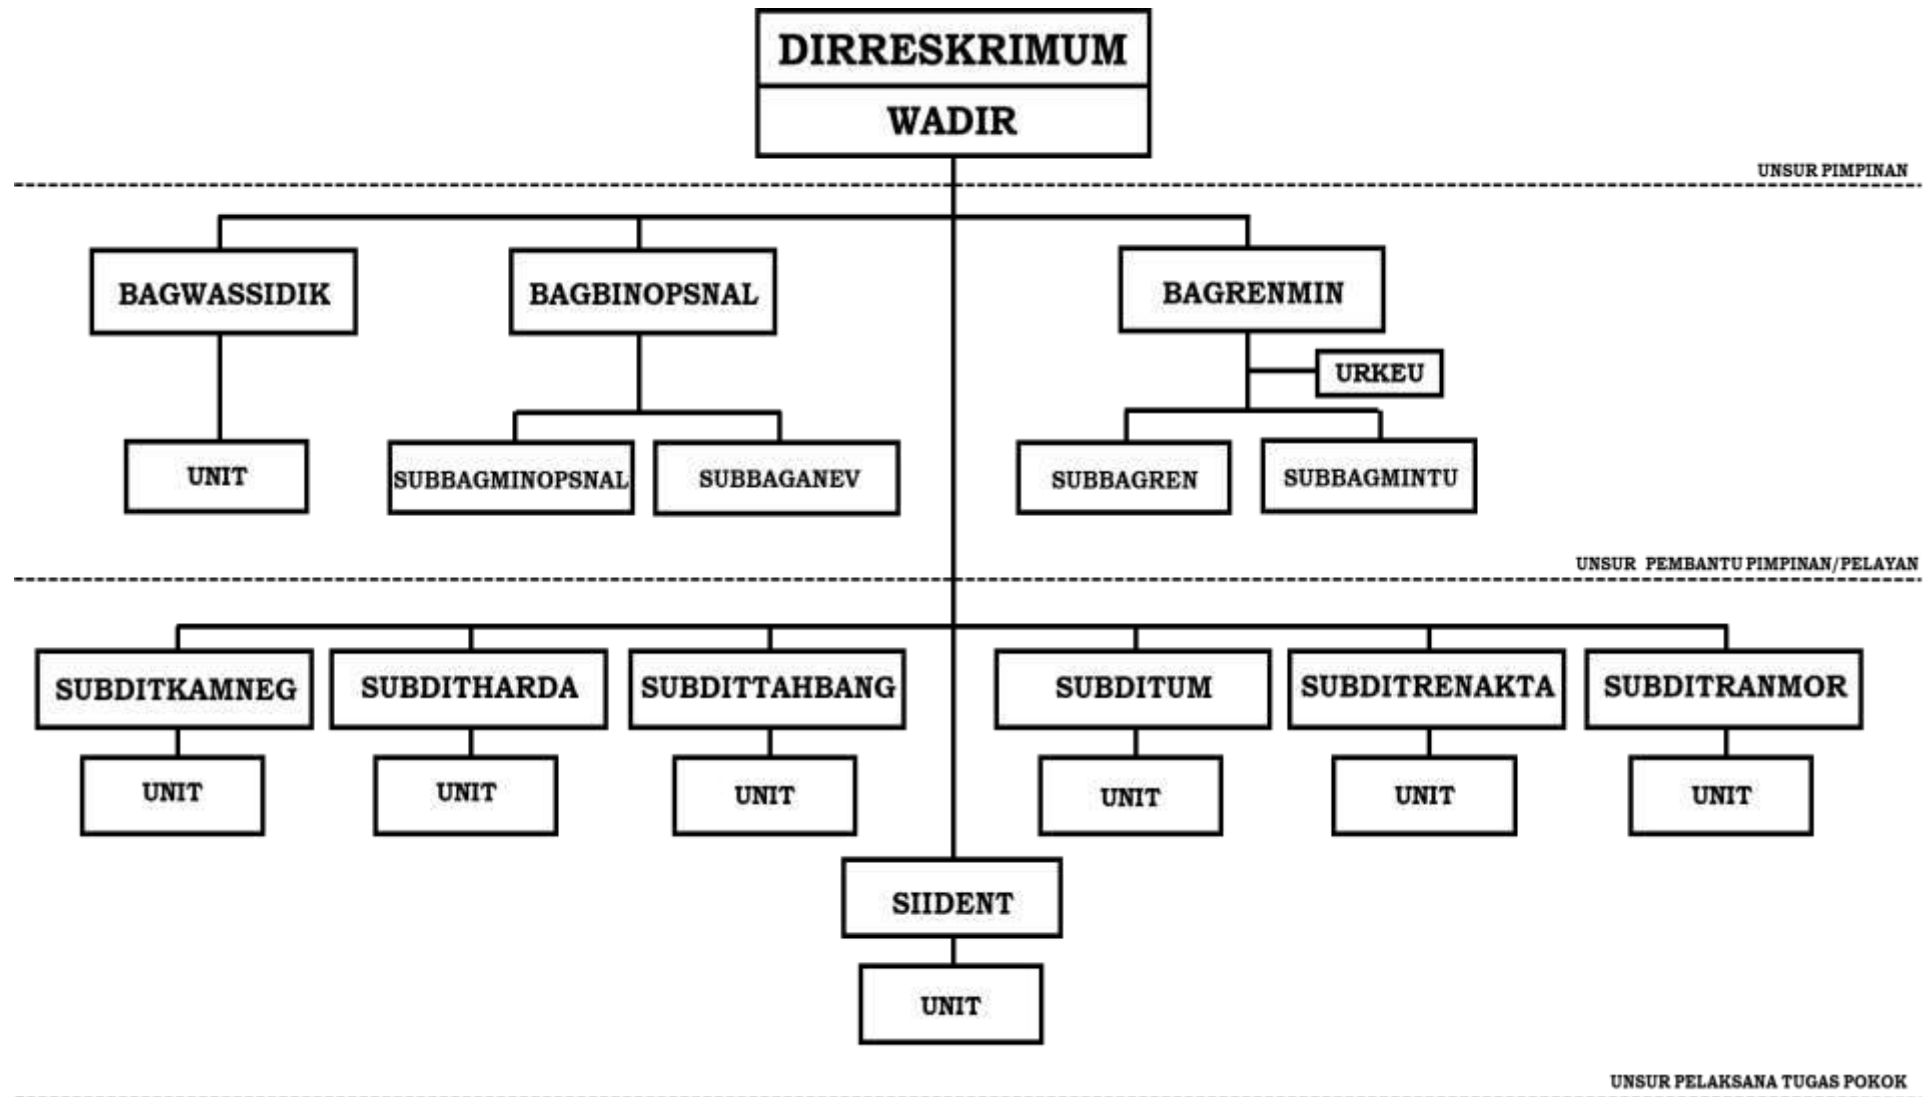 DIRRESKRIMUM
WADIR
UNSUR PIMPINAN
BAGWASSIDIK
BAGBINOPSNAL
BAGRENMIN
URKEU
UNIT
SUBBAGMINOPSNAL
SUBBAGANEV
SUBBAGREN
SUBBAGMINTU
UNSUR PEMBANTU PIMPINAN/PELAYAN
SUBDITKAMNEG
SUBDITHARDA
SUBDITTAHBANG
SUBDITUM
SUBDITRENAKTA
SUBDITRANMOR
UNIT
UNIT
UNIT
UNIT
UNIT
UNIT
SIIDENT
UNIT
UNSUR PELAKSANA TUGAS POKOK